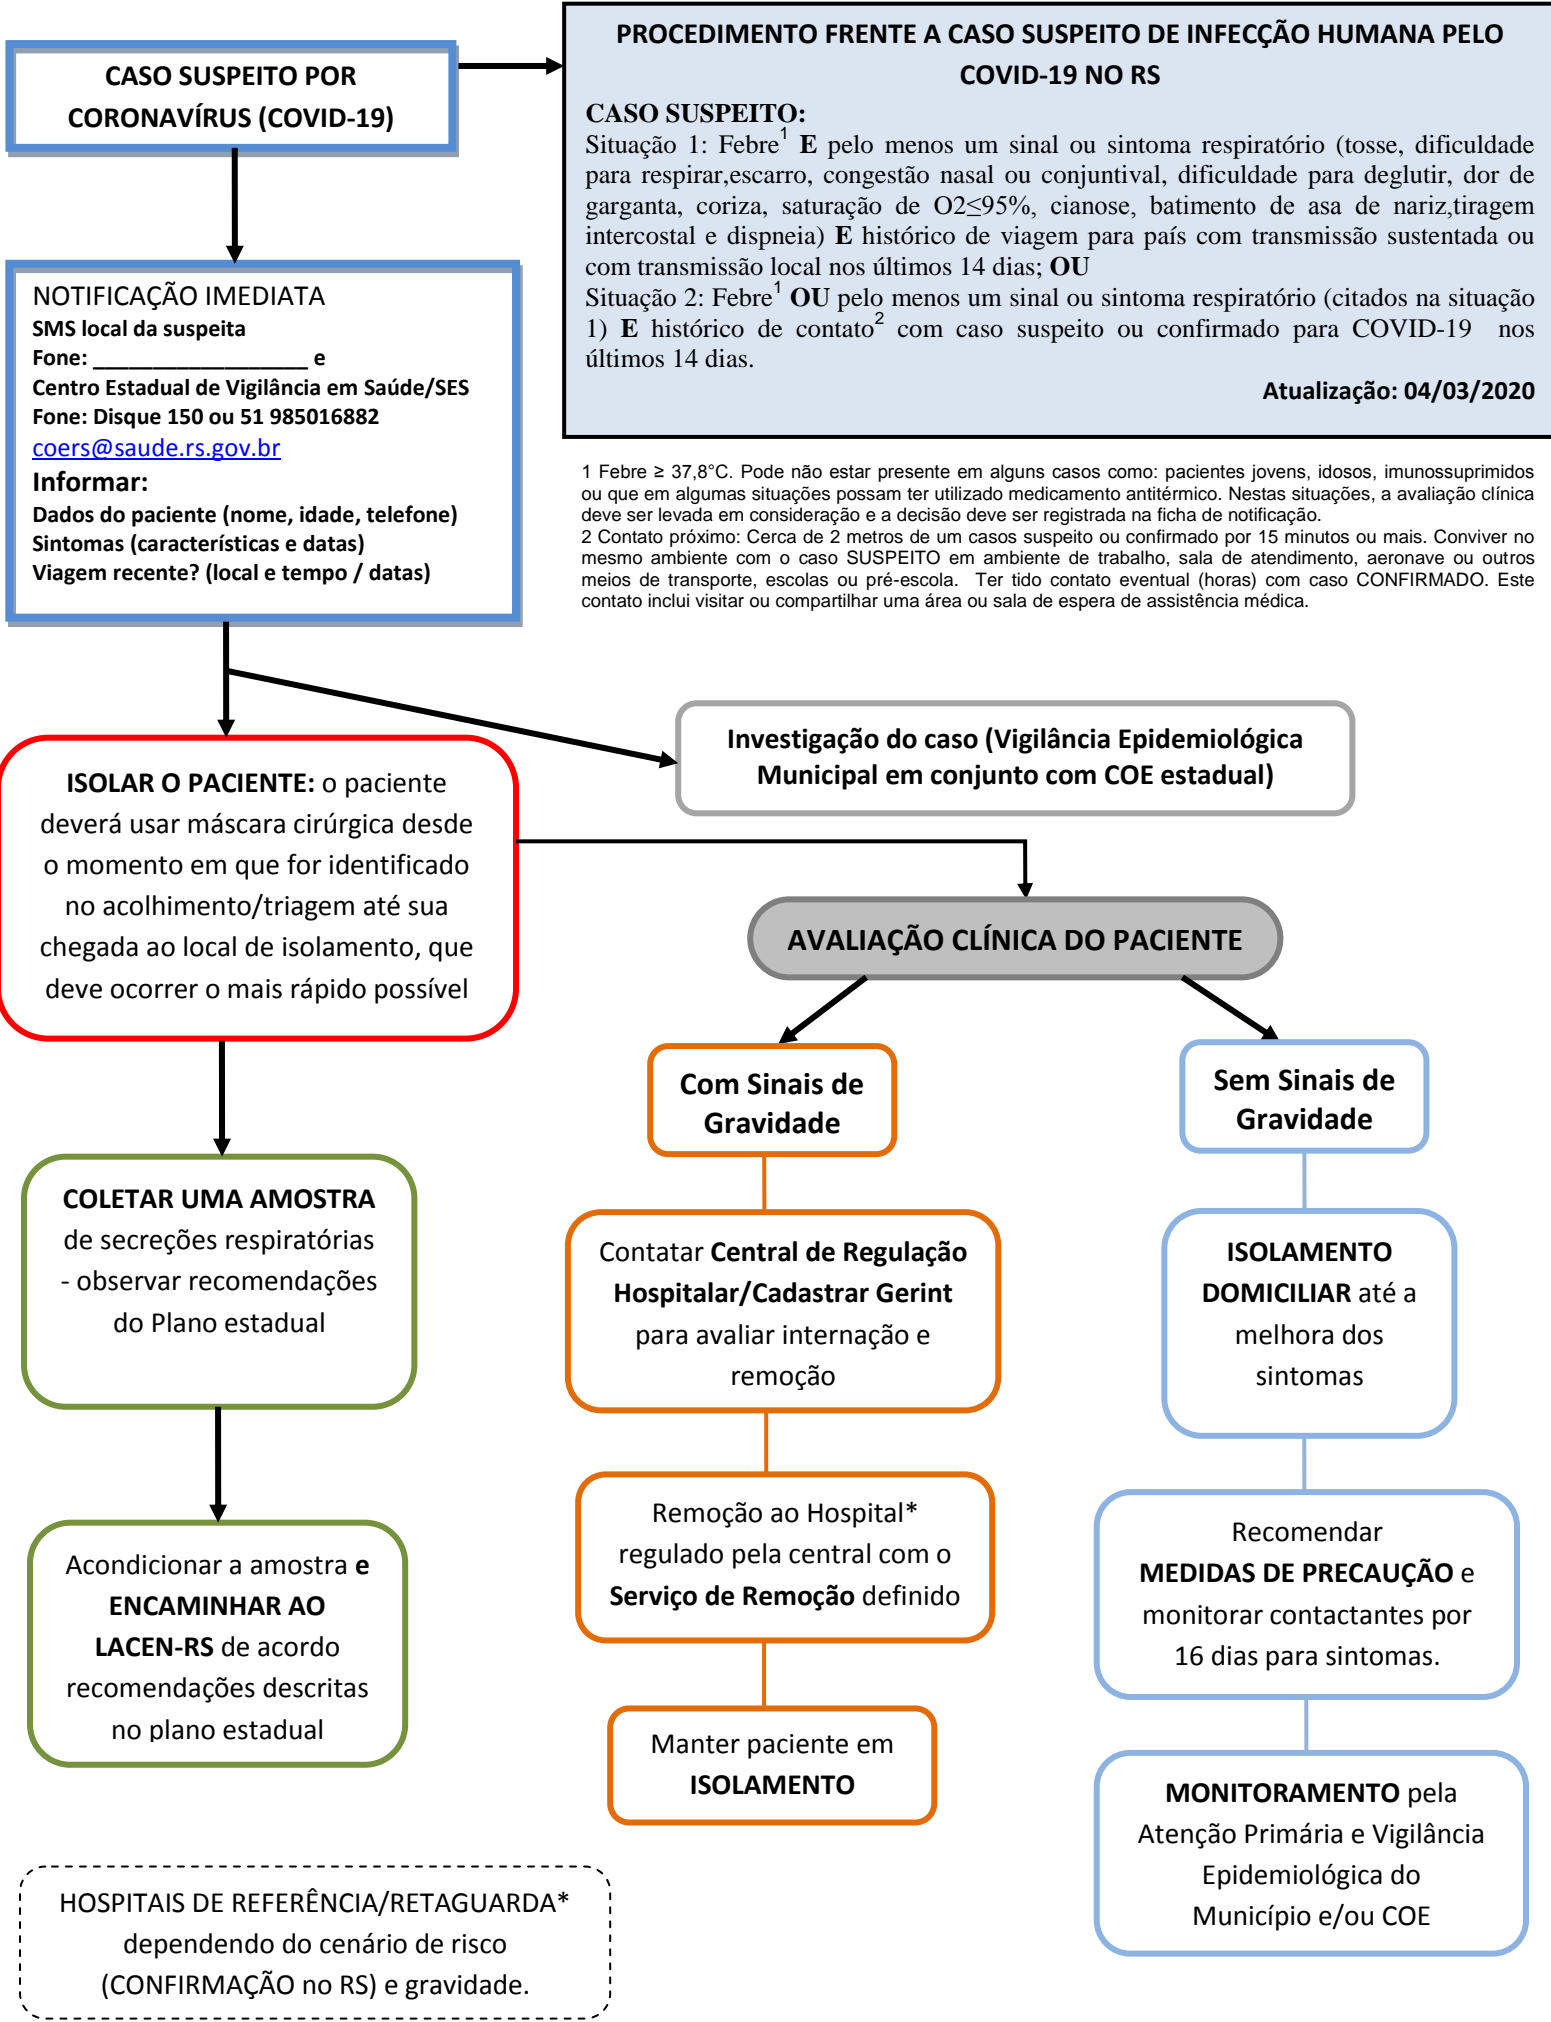 CASO SUSPEITO POR
CORONAVÍRUS (COVID-19)
PROCEDIMENTO FRENTE A CASO SUSPEITO DE INFECÇÃO HUMANA PELO
COVID-19 NO RS
CASO SUSPEITO:
Situação 1: Febre¹ E pelo menos um sinal ou sintoma respiratório (tosse, dificuldade
para respirar,escarro, congestão nasal ou conjuntival, dificuldade para deglutir, dor de
garganta, coriza, saturação de O2≤95%, cianose, batimento de asa de nariz,tiragem
intercostal e dispneia) E histórico de viagem para país com transmissão sustentada ou
com transmissão local nos últimos 14 dias; OU
Situação 2: Febre¹ OU pelo menos um sinal ou sintoma respiratório (citados na situação
1) E histórico de contato² com caso suspeito ou confirmado para COVID-19 nos
últimos 14 dias.
Atualização: 04/03/2020
NOTIFICAÇÃO IMEDIATA
SMS local da suspeita
Fone: __________________ e
Centro Estadual de Vigilância em Saúde/SES
Fone: Disque 150 ou 51 985016882
coers@saude.rs.gov.br
Informar:
Dados do paciente (nome, idade, telefone)
Sintomas (características e datas)
Viagem recente? (local e tempo / datas)
1 Febre ≥ 37,8°C. Pode não estar presente em alguns casos como: pacientes jovens, idosos, imunossuprimidos
ou que em algumas situações possam ter utilizado medicamento antitérmico. Nestas situações, a avaliação clínica
deve ser levada em consideração e a decisão deve ser registrada na ficha de notificação.
2 Contato próximo: Cerca de 2 metros de um casos suspeito ou confirmado por 15 minutos ou mais. Conviver no
mesmo ambiente com o caso SUSPEITO em ambiente de trabalho, sala de atendimento, aeronave ou outros
meios de transporte, escolas ou pré-escola. Ter tido contato eventual (horas) com caso CONFIRMADO. Este
contato inclui visitar ou compartilhar uma área ou sala de espera de assistência médica.
Investigação do caso (Vigilância Epidemiológica
Municipal em conjunto com COE estadual)
ISOLAR O PACIENTE: o paciente
deverá usar máscara cirúrgica desde
o momento em que for identificado
no acolhimento/triagem até sua
chegada ao local de isolamento, que
deve ocorrer o mais rápido possível
AVALIAÇÃO CLÍNICA DO PACIENTE
COLETAR UMA AMOSTRA
de secreções respiratórias
- observar recomendações
do Plano estadual
Acondicionar a amostra e
ENCAMINHAR AO
LACEN-RS de acordo
recomendações descritas
no plano estadual
Com Sinais de
Gravidade
Contatar Central de Regulação
Hospitalar/Cadastrar Gerint
para avaliar internação e
remoção
Remoção ao Hospital*
regulado pela central com o
Serviço de Remoção definido
Manter paciente em
ISOLAMENTO
Sem Sinais de
Gravidade
ISOLAMENTO
DOMICILIAR até a
melhora dos
sintomas
Recomendar
MEDIDAS DE PRECAUÇÃO e
monitorar contactantes por
16 dias para sintomas.
MONITORAMENTO pela
Atenção Primária e Vigilância
Epidemiológica do
Município e/ou COE
HOSPITAIS DE REFERÊNCIA/RETAGUARDA*
dependendo do cenário de risco
(CONFIRMAÇÃO no RS) e gravidade.